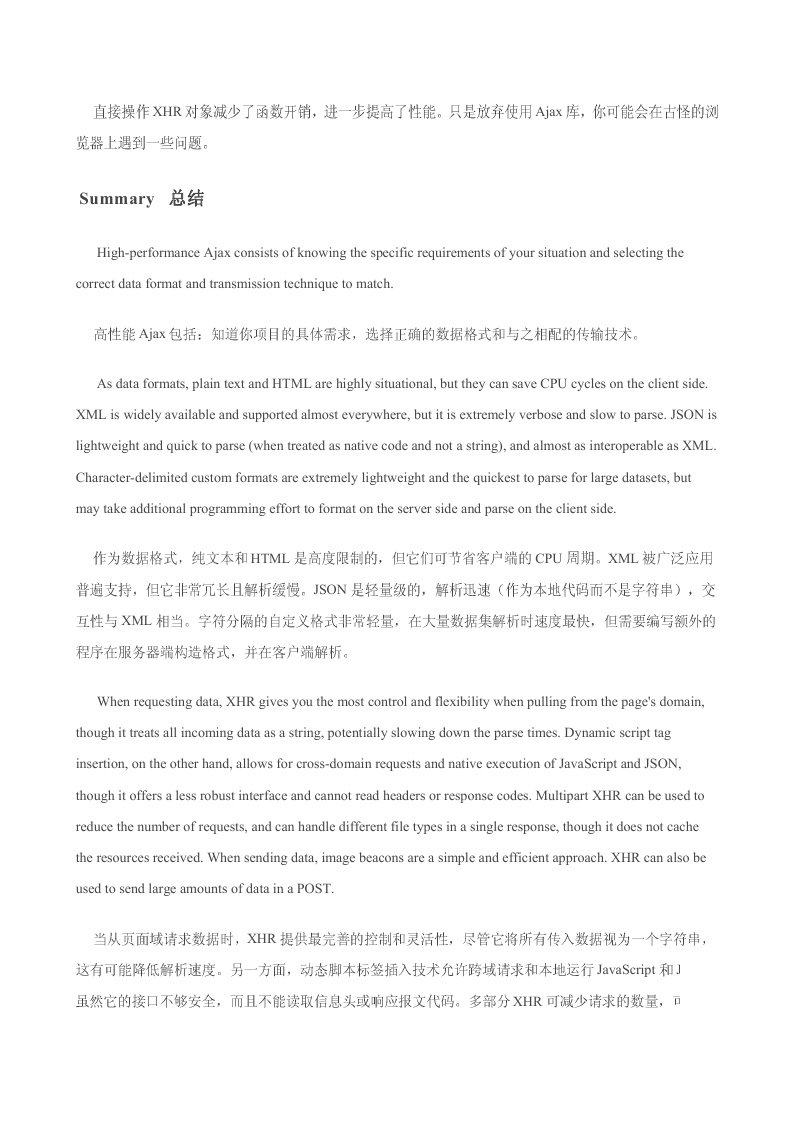 直接操作 XHR 对象减少了函数开销，进一步提高了性能。只是放弃使用 Ajax 库，你可能会在古怪的浏
览器上遇到一些问题。
Summary 总结
High-performance Ajax consists of knowing the specific requirements of your situation and selecting the
correct data format and transmission technique to match.
高性能 Ajax 包括：知道你项目的具体需求，选择正确的数据格式和与之相配的传输技术。
As data formats, plain text and HTML are highly situational, but they can save CPU cycles on the client side.
XML is widely available and supported almost everywhere, but it is extremely verbose and slow to parse. JSON is
lightweight and quick to parse (when treated as native code and not a string), and almost as interoperable as XML.
Character-delimited custom formats are extremely lightweight and the quickest to parse for large datasets, but
may take additional programming effort to format on the server side and parse on the client side.
作为数据格式，纯文本和 HTML 是高度限制的，但它们可节省客户端的 CPU 周期。XML 被广泛应用
普遍支持，但它非常冗长且解析缓慢。JSON 是轻量级的，解析迅速（作为本地代码而不是字符串），交
互性与 XML 相当。字符分隔的自定义格式非常轻量，在大量数据集解析时速度最快，但需要编写额外的
程序在服务器端构造格式，并在客户端解析。
When requesting data, XHR gives you the most control and flexibility when pulling from the page's domain,
though it treats all incoming data as a string, potentially slowing down the parse times. Dynamic script tag
insertion, on the other hand, allows for cross-domain requests and native execution of JavaScript and JSON,
though it offers a less robust interface and cannot read headers or response codes. Multipart XHR can be used to
reduce the number of requests, and can handle different file types in a single response, though it does not cache
the resources received. When sending data, image beacons are a simple and efficient approach. XHR can also be
used to send large amounts of data in a POST.
当从页面域请求数据时，XHR 提供最完善的控制和灵活性，尽管它将所有传入数据视为一个字符串，
这有可能降低解析速度。另一方面，动态脚本标签插入技术允许跨域请求和本地运行 JavaScript 和 J
虽然它的接口不够安全，而且不能读取信息头或响应报文代码。多部分 XHR 可减少请求的数量，